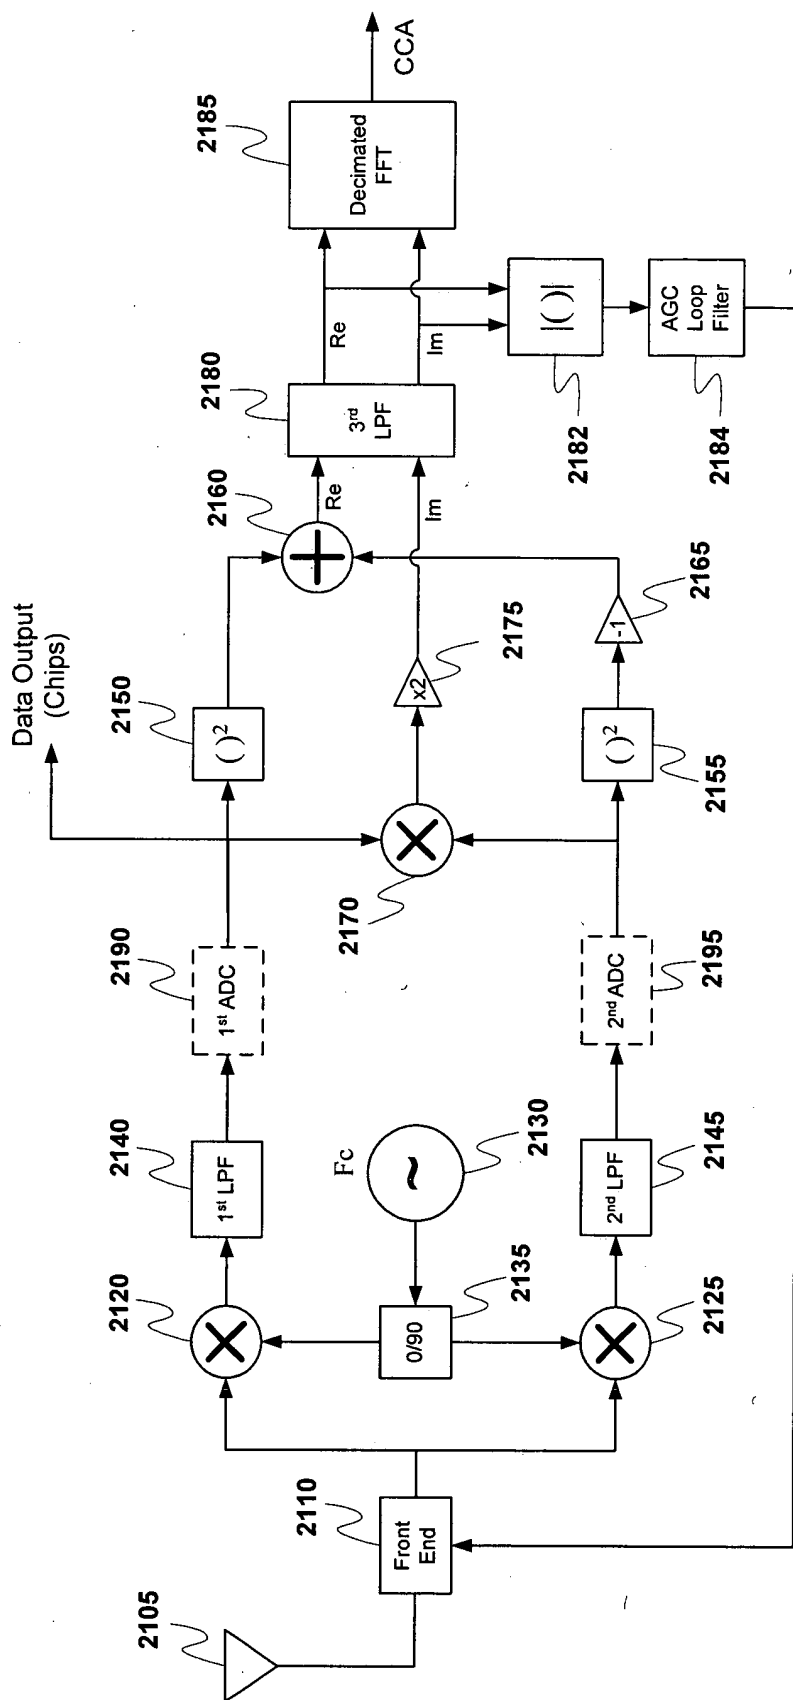 2105
2110
Front
End
2120
2125
0/90
2135
Fc
~
2130
2140
1st LPF
2145
2nd LPF
2190
1st ADC
2195
2nd ADC
Data Output
(Chips)
2150
( )²
2155
( )²
2170
x2
2175
-1
2165
2160
Re
Im
2180
3rd
LPF
Re
Im
2182
|( )|
2184
AGC
Loop
Filter
2185
Decimated
FFT
CCA